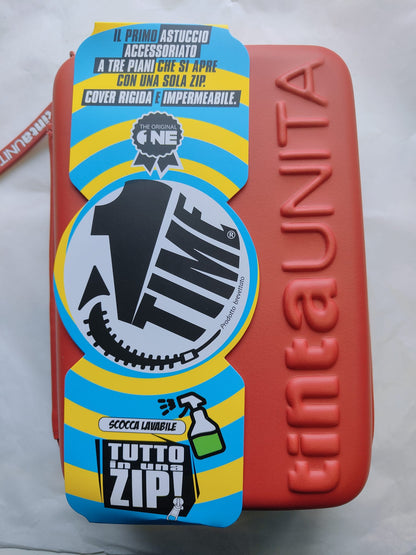 IL PRIMO ASTUCCIO
ACCESSORIATO
A TRE PIANI CHE SI APRE
CON UNA SOLA ZIP.
COVER RIGIDA E IMPERMEABILE.
THE ORIGINAL
ONE
1
TIME®
Prodotto brevettato
SCOCCA LAVABILE
TUTTO
in una
ZIP!
tintaUNITA
tintaUNITA